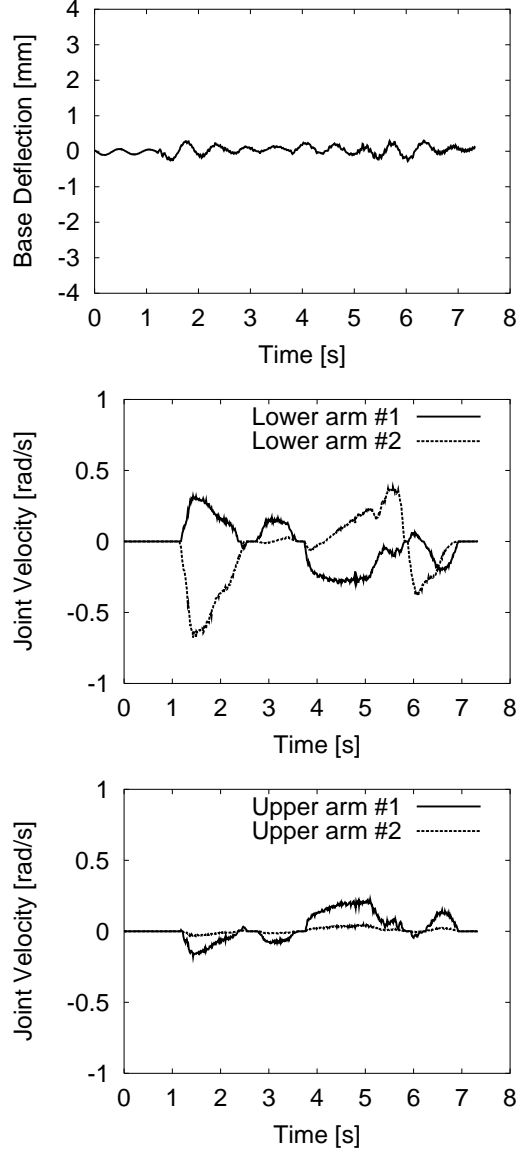 4
3
2
1
0
-1
-2
-3
-4
Base Deflection [mm]
0 1 2 3 4 5 6 7 8
Time [s]
1
0.5
0
-0.5
-1
Joint Velocity [rad/s]
Lower arm #1
Lower arm #2
0 1 2 3 4 5 6 7 8
Time [s]
1
0.5
0
-0.5
-1
Joint Velocity [rad/s]
Upper arm #1
Upper arm #2
0 1 2 3 4 5 6 7 8
Time [s]